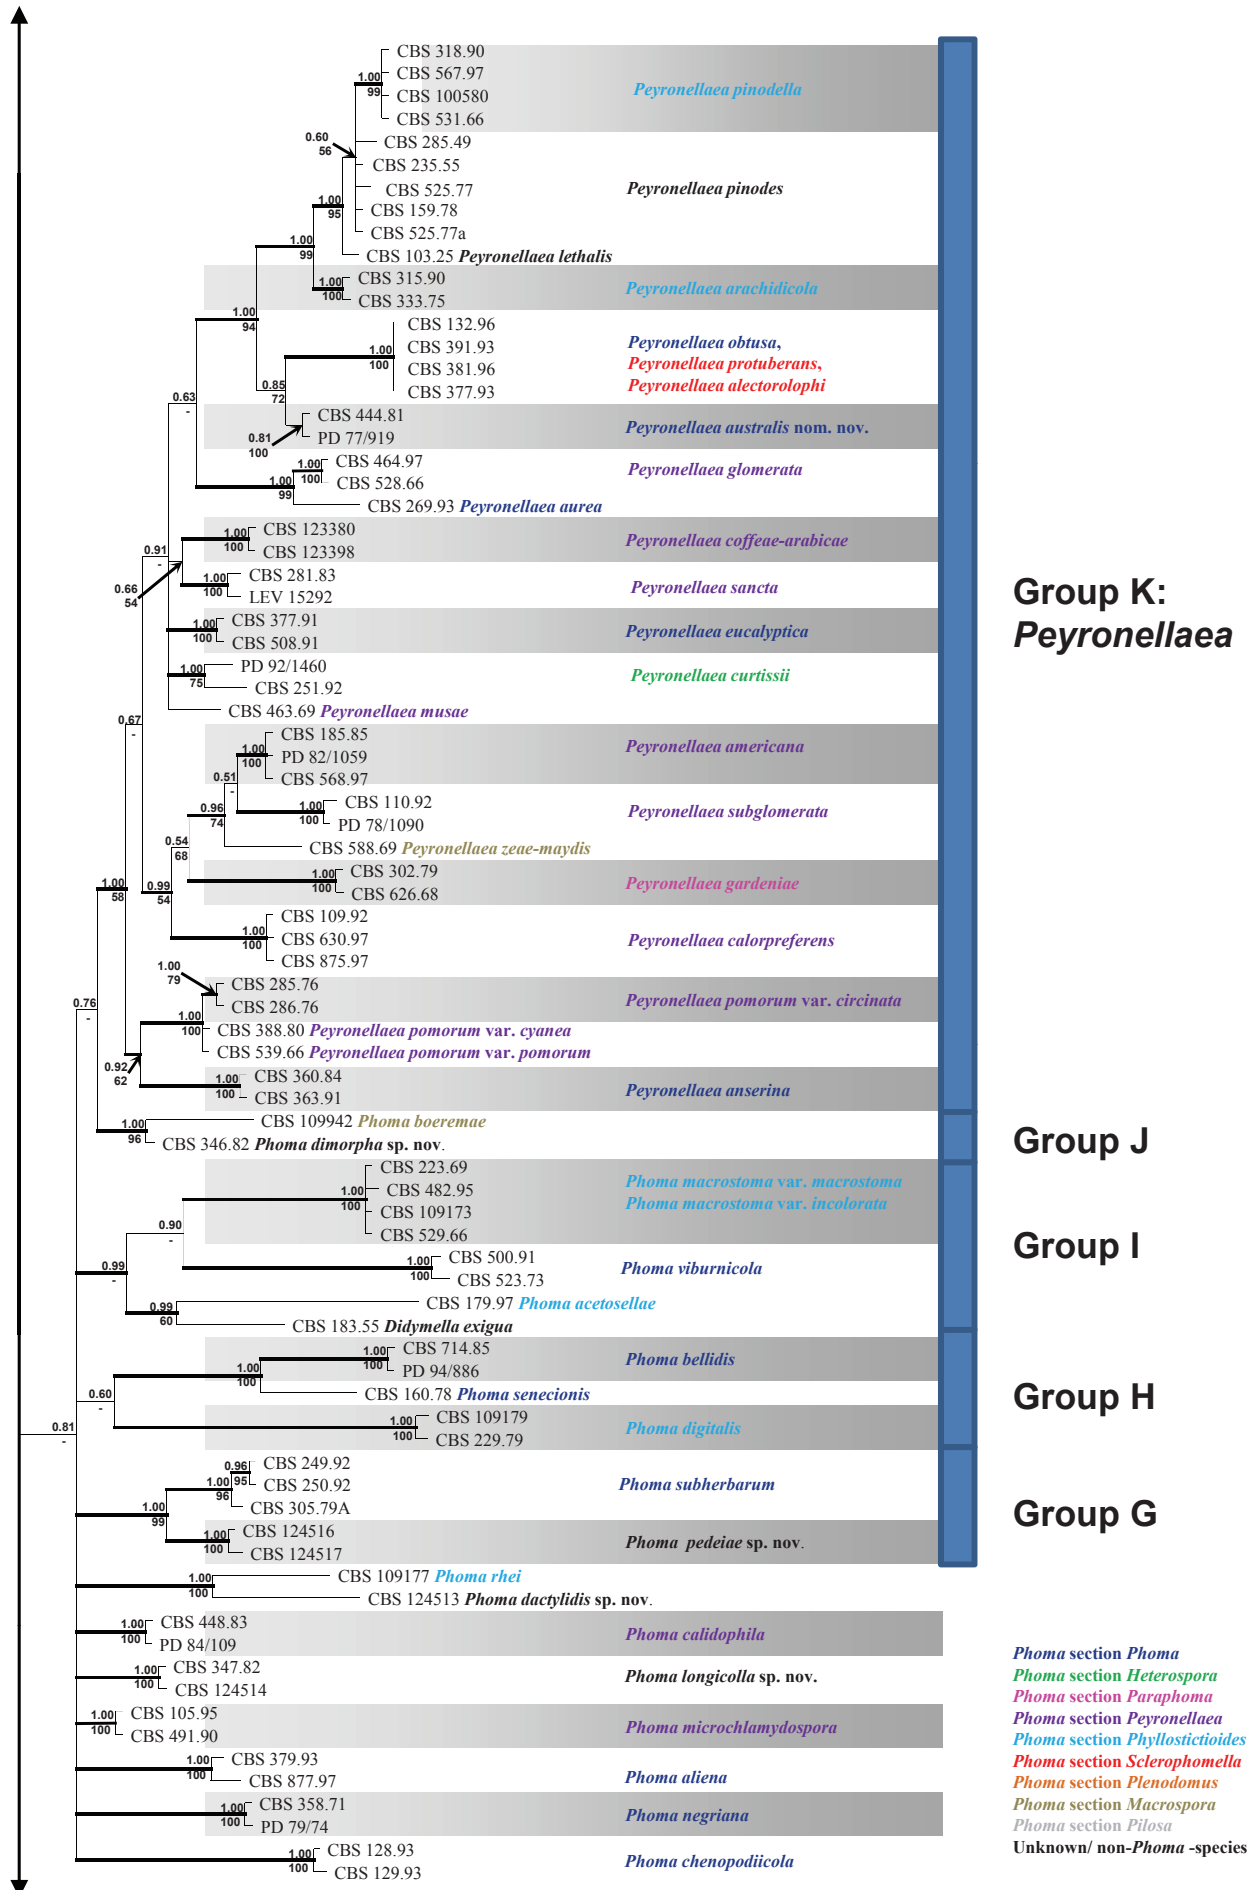 CBS 318.90
1.00
CBS 567.97
99
CBS 100580
Peyronellaea pinodella
CBS 531.66
0.60
56
CBS 285.49
CBS 235.55
CBS 525.77
Peyronellaea pinodes
1.00
95
CBS 159.78
CBS 525.77a
1.00
99
CBS 103.25 Peyronellaea lethalis
1.00
100
CBS 315.90
CBS 333.75
Peyronellaea arachidicola
1.00
94
CBS 132.96
CBS 391.93
CBS 381.96
CBS 377.93
1.00
100
Peyronellaea obtusa,
Peyronellaea protuberans,
Peyronellaea alectorolophi
0.85
72
0.63
-
CBS 444.81
PD 77/919
Peyronellaea australis nom. nov.
0.81
100
CBS 464.97
CBS 528.66
1.00
100
Peyronellaea glomerata
1.00
99
CBS 269.93 Peyronellaea aurea
CBS 123380
CBS 123398
1.00
100
Peyronellaea coffeae-arabicae
0.91
-
0.66
54
CBS 281.83
LEV 15292
1.00
100
Peyronellaea sancta
Group K:
Peyronellaea
CBS 377.91
CBS 508.91
1.00
100
Peyronellaea eucalyptica
PD 92/1460
CBS 251.92
1.00
75
Peyronellaea curtissii
CBS 463.69 Peyronellaea musae
0.67
-
CBS 185.85
PD 82/1059
CBS 568.97
1.00
100
Peyronellaea americana
0.51
-
CBS 110.92
PD 78/1090
1.00
100
Peyronellaea subglomerata
0.96
74
CBS 588.69 Peyronellaea zeae-maydis
0.54
68
CBS 302.79
CBS 626.68
1.00
100
Peyronellaea gardeniae
1.00
58
0.99
54
CBS 109.92
CBS 630.97
CBS 875.97
1.00
100
Peyronellaea calorpreferens
1.00
79
CBS 285.76
CBS 286.76
Peyronellaea pomorum var. circinata
0.76
-
1.00
100
CBS 388.80 Peyronellaea pomorum var. cyanea
CBS 539.66 Peyronellaea pomorum var. pomorum
0.92
62
CBS 360.84
CBS 363.91
1.00
100
Peyronellaea anserina
CBS 109942 Phoma boeremae
1.00
96
CBS 346.82 Phoma dimorpha sp. nov.
Group J
CBS 223.69
CBS 482.95
CBS 109173
CBS 529.66
1.00
100
Phoma macrostoma var. macrostoma
Phoma macrostoma var. incolorata
0.90
-
Group I
CBS 500.91
CBS 523.73
1.00
100
Phoma viburnicola
0.99
-
CBS 179.97 Phoma acetosellae
0.99
60
CBS 183.55 Didymella exigua
CBS 714.85
PD 94/886
1.00
100
Phoma bellidis
1.00
100
CBS 160.78 Phoma senecionis
0.60
-
Group H
CBS 109179
CBS 229.79
1.00
100
Phoma digitalis
0.81
-
CBS 249.92
CBS 250.92
0.96
95
CBS 305.79A
1.00
96
Phoma subherbarum
1.00
99
Group G
CBS 124516
CBS 124517
1.00
100
Phoma pedeiae sp. nov.
CBS 109177 Phoma rhei
1.00
100
CBS 124513 Phoma dactylidis sp. nov.
CBS 448.83
PD 84/109
1.00
100
Phoma calidophila
CBS 347.82
CBS 124514
1.00
100
Phoma longicolla sp. nov.
CBS 105.95
CBS 491.90
1.00
100
Phoma microchlamydospora
CBS 379.93
CBS 877.97
1.00
100
Phoma aliena
CBS 358.71
PD 79/74
1.00
100
Phoma negriana
CBS 128.93
CBS 129.93
1.00
100
Phoma chenopodiicola
Phoma section Phoma
Phoma section Heterospora
Phoma section Paraphoma
Phoma section Peyronellaea
Phoma section Phyllostictioides
Phoma section Sclerophomella
Phoma section Plenodomus
Phoma section Macrospora
Phoma section Pilosa
Unknown/ non-Phoma -species